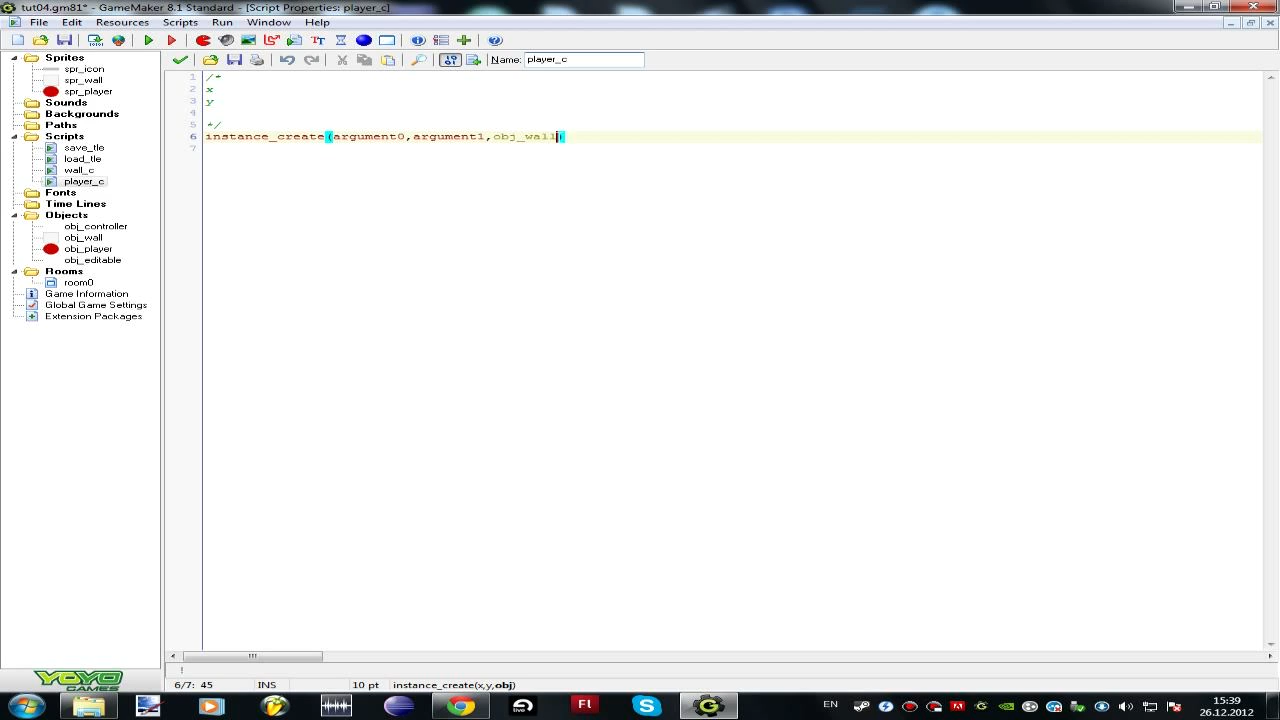 tut04.gm81* - GameMaker 8.1 Standard - [Script Properties: player_c]
File Edit Resources Scripts Run Window Help
Name: player_c
Sprites
spr_icon
spr_wall
spr_player
Sounds
Backgrounds
Paths
Scripts
save_tle
load_tle
wall_c
player_c
Fonts
Time Lines
Objects
obj_controller
obj_wall
obj_player
obj_editable
Rooms
room0
Game Information
Global Game Settings
Extension Packages
1 /*
2 x
3 y
4
5 */
6 instance_create(argument0,argument1,obj_wall)
7
!
6/7: 45 INS 10 pt instance_create(x,y,obj)
YOYO
GAMES
Fl
EN
15:39
26.12.2012